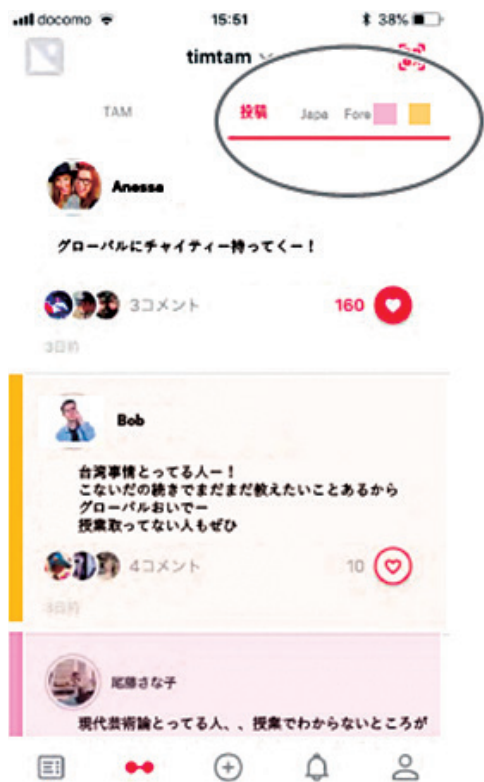 docomo 15:51 38%
timtam
TAM 投稿 Japa Fore
Anessa
グローバルにチャイティー持ってくー！
3コメント 160
3日前
Bob
台湾事情とってる人ー！
こないだの続きでまだまだ教えたいことあるから
グローバルおいでー
授業取ってない人もぜひ
4コメント 10
3日前
尾藤さな子
現代芸術論とってる人、、授業でわからないところが